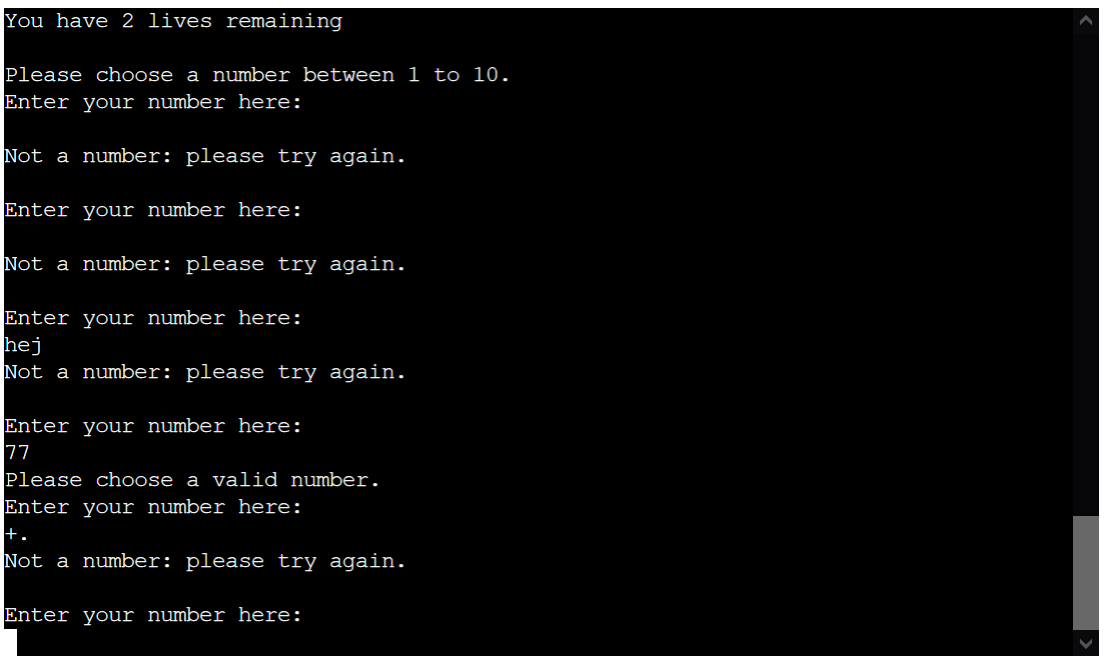 You have 2 lives remaining
Please choose a number between 1 to 10.
Enter your number here:
Not a number: please try again.
Enter your number here:
Not a number: please try again.
Enter your number here:
hej
Not a number: please try again.
Enter your number here:
77
Please choose a valid number.
Enter your number here:
+.
Not a number: please try again.
Enter your number here: